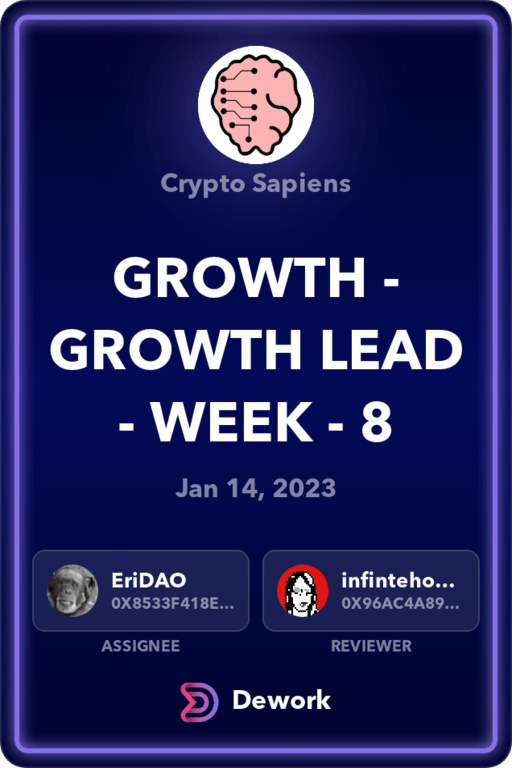 Crypto Sapiens
GROWTH -
GROWTH LEAD
- WEEK - 8
Jan 14, 2023
EriDAO
0X8533F418E...
ASSIGNEE
infinteho...
0X96AC4A89...
REVIEWER
Dework